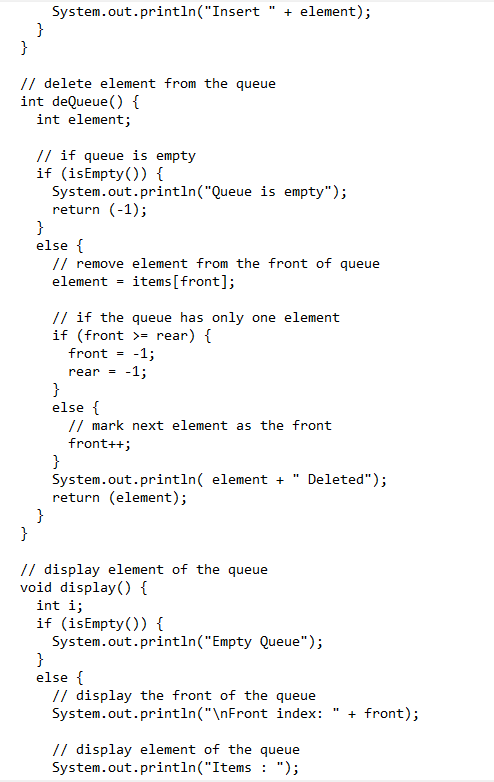 System.out.println("Insert " + element);
  }
}

// delete element from the queue
int deQueue() {
  int element;

  // if queue is empty
  if (isEmpty()) {
    System.out.println("Queue is empty");
    return (-1);
  }
  else {
    // remove element from the front of queue
    element = items[front];

    // if the queue has only one element
    if (front >= rear) {
      front = -1;
      rear = -1;
    }
    else {
      // mark next element as the front
      front++;
    }
    System.out.println( element + " Deleted");
    return (element);
  }
}

// display element of the queue
void display() {
  int i;
  if (isEmpty()) {
    System.out.println("Empty Queue");
  }
  else {
    // display the front of the queue
    System.out.println("\nFront index: " + front);

    // display element of the queue
    System.out.println("Items : ");